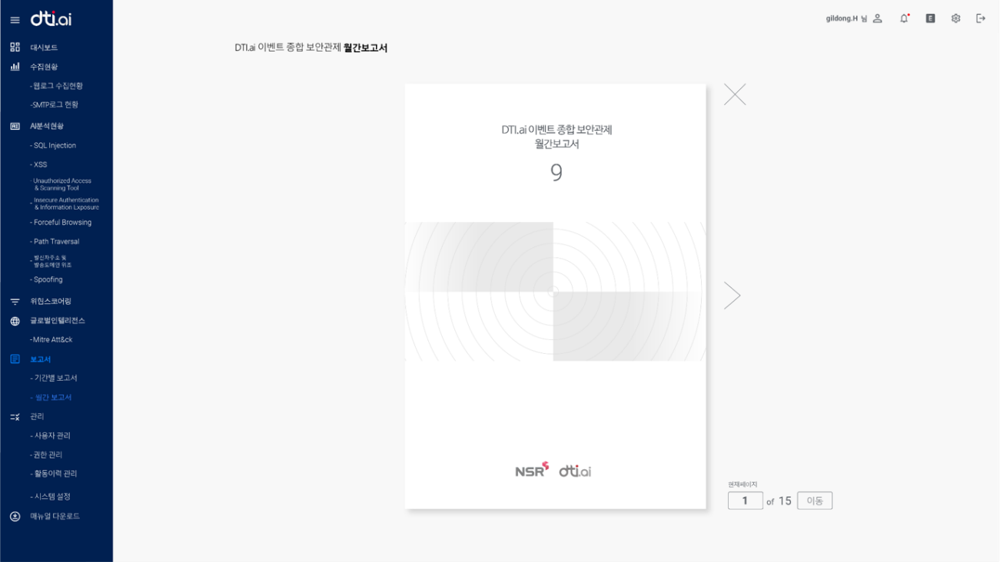 dti.ai
gildong.H 님
E
대시보드
수집현황
- 웹로그 수집현황
-SMTP로그 현황
AI
AI분석현황
- SQL Injection
- XSS
- Unauthorized Access
& Scanning Tool
- Insecure Authentication
& Information Exposure
- Forceful Browsing
- Path Traversal
- 발신자주소 및
발송도메인 위조
- Spoofing
위협스코어링
글로벌인텔리전스
-Mitre Att&ck
보고서
- 기간별 보고서
- 월간 보고서
관리
- 사용자 관리
- 권한 관리
- 활동이력 관리
- 시스템 설정
매뉴얼 다운로드
DTI.ai 이벤트 종합 보안관제 월간보고서
DTI.ai 이벤트 종합 보안관제
월간보고서
9
NSR dti.ai
현재페이지
1 of 15 이동